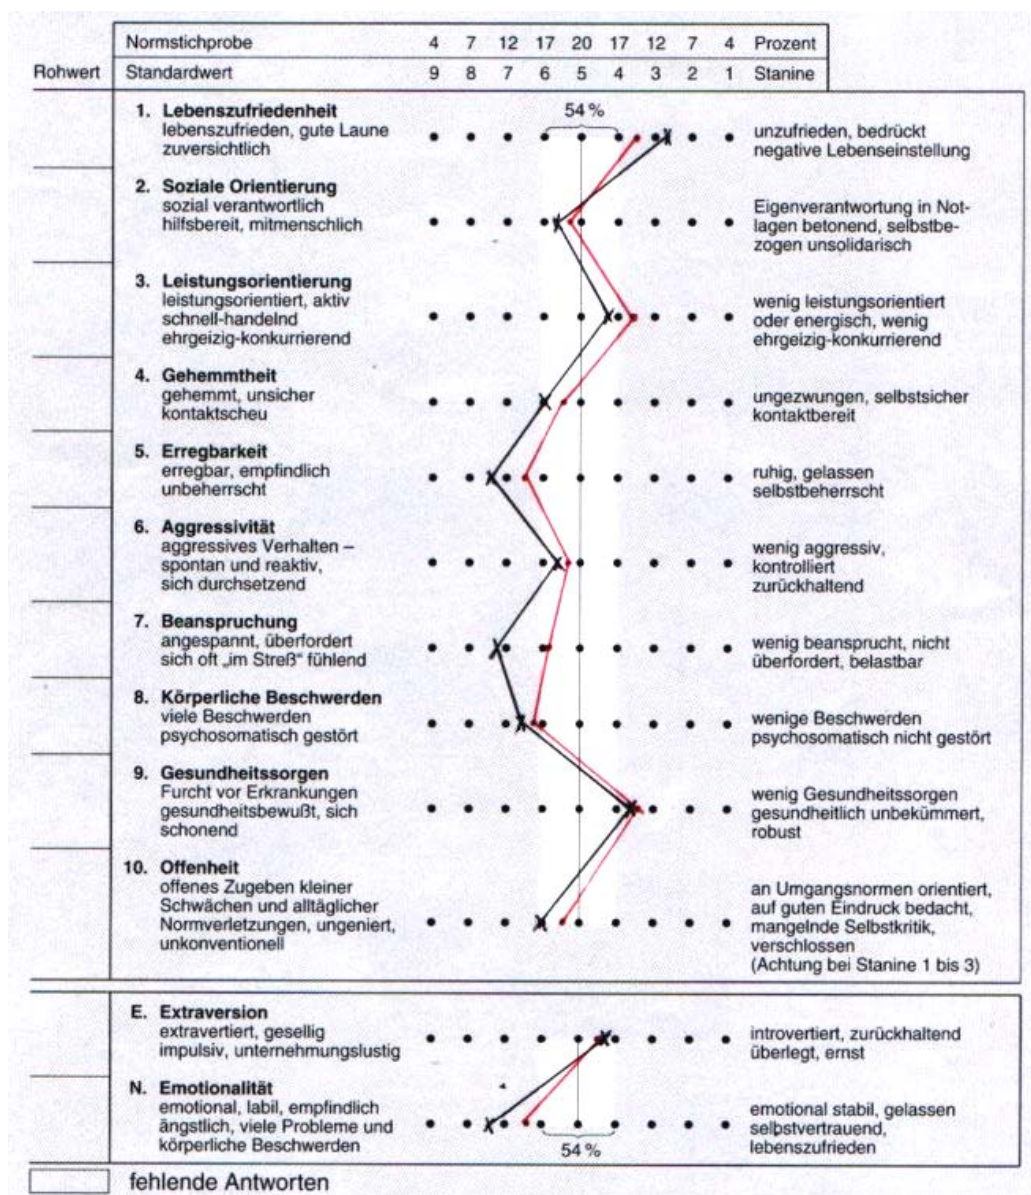 Normstichprobe 4 7 12 17 20 17 12 7 4 Prozent
Rohwert Standardwert 9 8 7 6 5 4 3 2 1 Stanine
1. Lebenszufriedenheit
lebenszufrieden, gute Laune
zuversichtlich
54 %
unzufrieden, bedrückt
negative Lebenseinstellung
2. Soziale Orientierung
sozial verantwortlich
hilfsbereit, mitmenschlich
Eigenverantwortung in Not-
lagen betonend, selbstbe-
zogen unsolidarisch
3. Leistungsorientierung
leistungsorientiert, aktiv
schnell-handelnd
ehrgeizig-konkurrierend
wenig leistungsorientiert
oder energisch, wenig
ehrgeizig-konkurrierend
4. Gehemmtheit
gehemmt, unsicher
kontaktscheu
ungezwungen, selbstsicher
kontaktbereit
5. Erregbarkeit
erregbar, empfindlich
unbeherrscht
ruhig, gelassen
selbstbeherrscht
6. Aggressivität
aggressives Verhalten –
spontan und reaktiv,
sich durchsetzend
wenig aggressiv,
kontrolliert
zurückhaltend
7. Beanspruchung
angespannt, überfordert
sich oft „im Streß“ fühlend
wenig beansprucht, nicht
überfordert, belastbar
8. Körperliche Beschwerden
viele Beschwerden
psychosomatisch gestört
wenige Beschwerden
psychosomatisch nicht gestört
9. Gesundheitssorgen
Furcht vor Erkrankungen
gesundheitsbewußt, sich
schonend
wenig Gesundheitssorgen
gesundheitlich unbekümmert,
robust
10. Offenheit
offenes Zugeben kleiner
Schwächen und alltäglicher
Normverletzungen, ungeniert,
unkonventionell
an Umgangsnormen orientiert,
auf guten Eindruck bedacht,
mangelnde Selbstkritik,
verschlossen
(Achtung bei Stanine 1 bis 3)
E. Extraversion
extravertiert, gesellig
impulsiv, unternehmungslustig
introvertiert, zurückhaltend
überlegt, ernst
N. Emotionalität
emotional, labil, empfindlich
ängstlich, viele Probleme und
körperliche Beschwerden
54 %
emotional stabil, gelassen
selbstvertrauend,
lebenszufrieden
fehlende Antworten